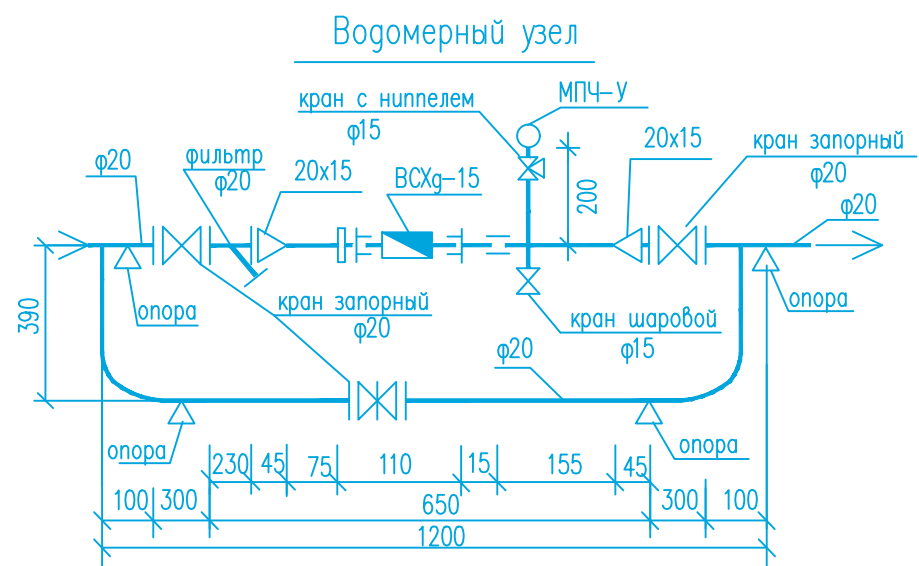 Водомерный узел
кран с ниппелем
φ15
МПЧ-У
φ20
фильтр
φ20
20х15
ВСХд-15
200
20х15
кран запорный
φ20
φ20
390
опора
кран запорный
φ20
кран шаровой
φ15
опора
φ20
опора
опора
230
45
75
110
15
155
45
100
300
650
300
100
1200